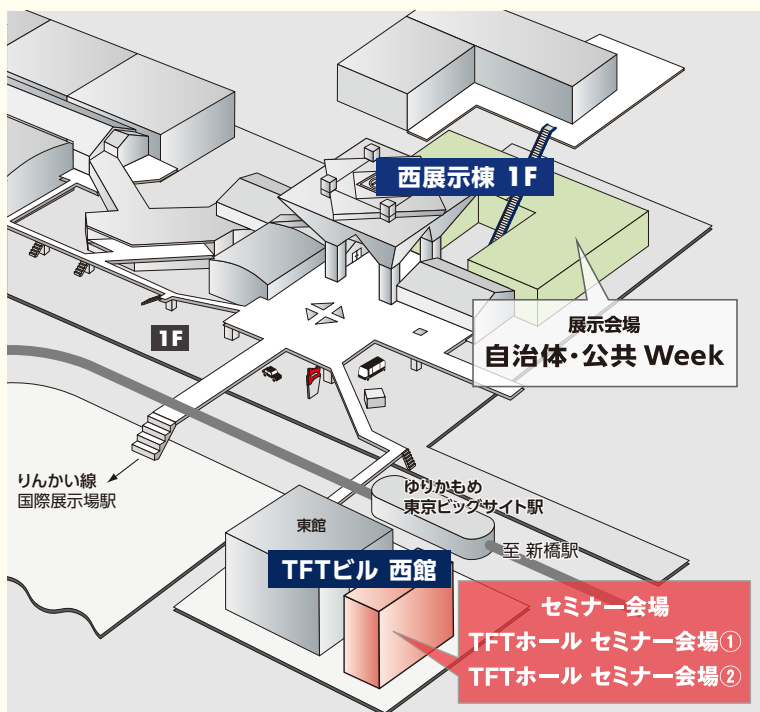 西展示棟 1F
展示会場
自治体・公共 Week
1F
りんかい線
国際展示場駅
ゆりかもめ
東京ビッグサイト駅
東館
至 新橋駅
TFTビル 西館
セミナー会場
TFTホール セミナー会場①
TFTホール セミナー会場②